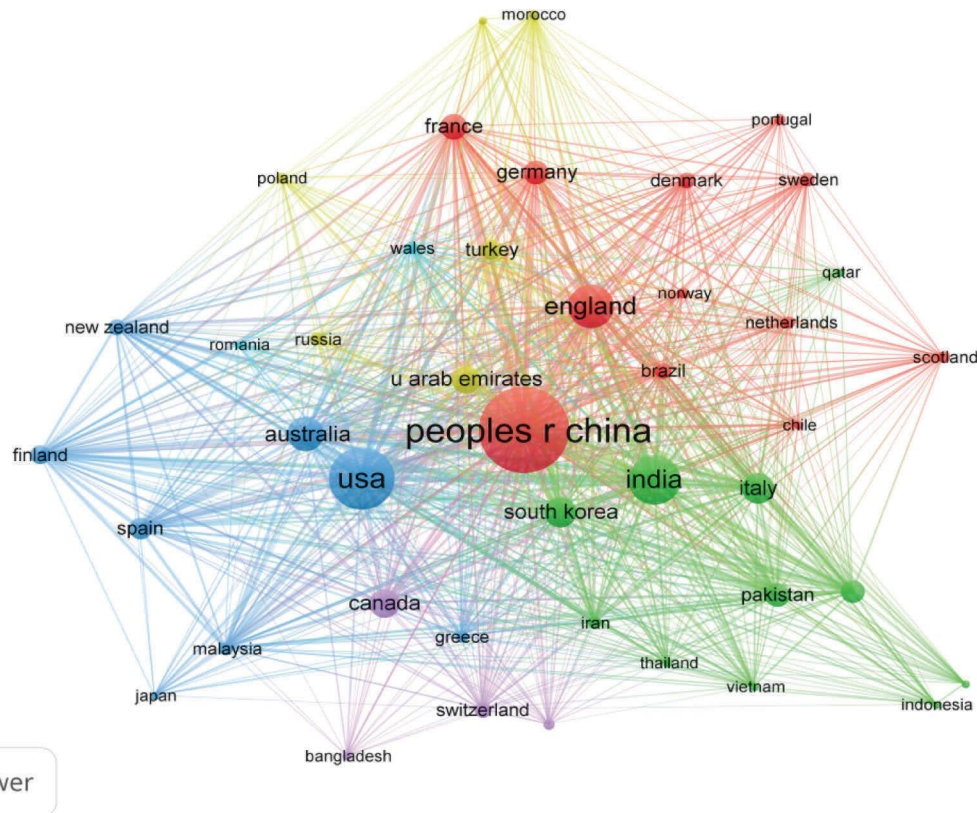 morocco
france
portugal
germany
poland
denmark
sweden
wales
turkey
qatar
england
norway
new zealand
netherlands
romania
russia
scotland
u arab emirates
brazil
chile
australia
peoples r china
finland
usa
india
italy
south korea
spain
canada
pakistan
iran
greece
malaysia
thailand
japan
vietnam
switzerland
indonesia
bangladesh
wer